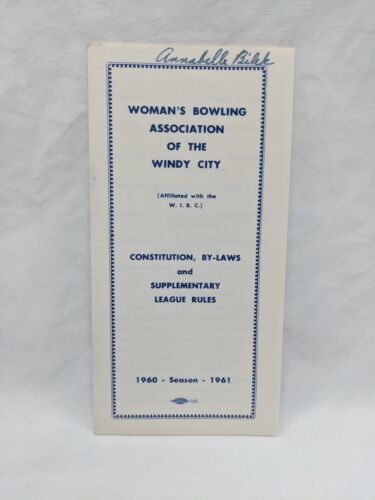 Annabelle Bilek
WOMAN'S BOWLING
ASSOCIATION
OF THE
WINDY CITY
(Affiliated with the
W. I. B. C.)
CONSTITUTION, BY-LAWS
and
SUPPLEMENTARY
LEAGUE RULES
1960 - Season - 1961